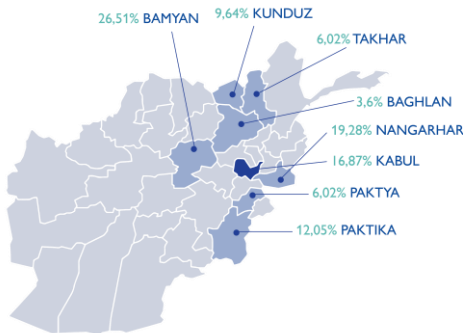 26,51% BAMYAN
9,64% KUNDUZ
6,02% TAKHAR
3,6% BAGHLAN
19,28% NANGARHAR
16,87% KABUL
6,02% PAKTYA
12,05% PAKTIKA